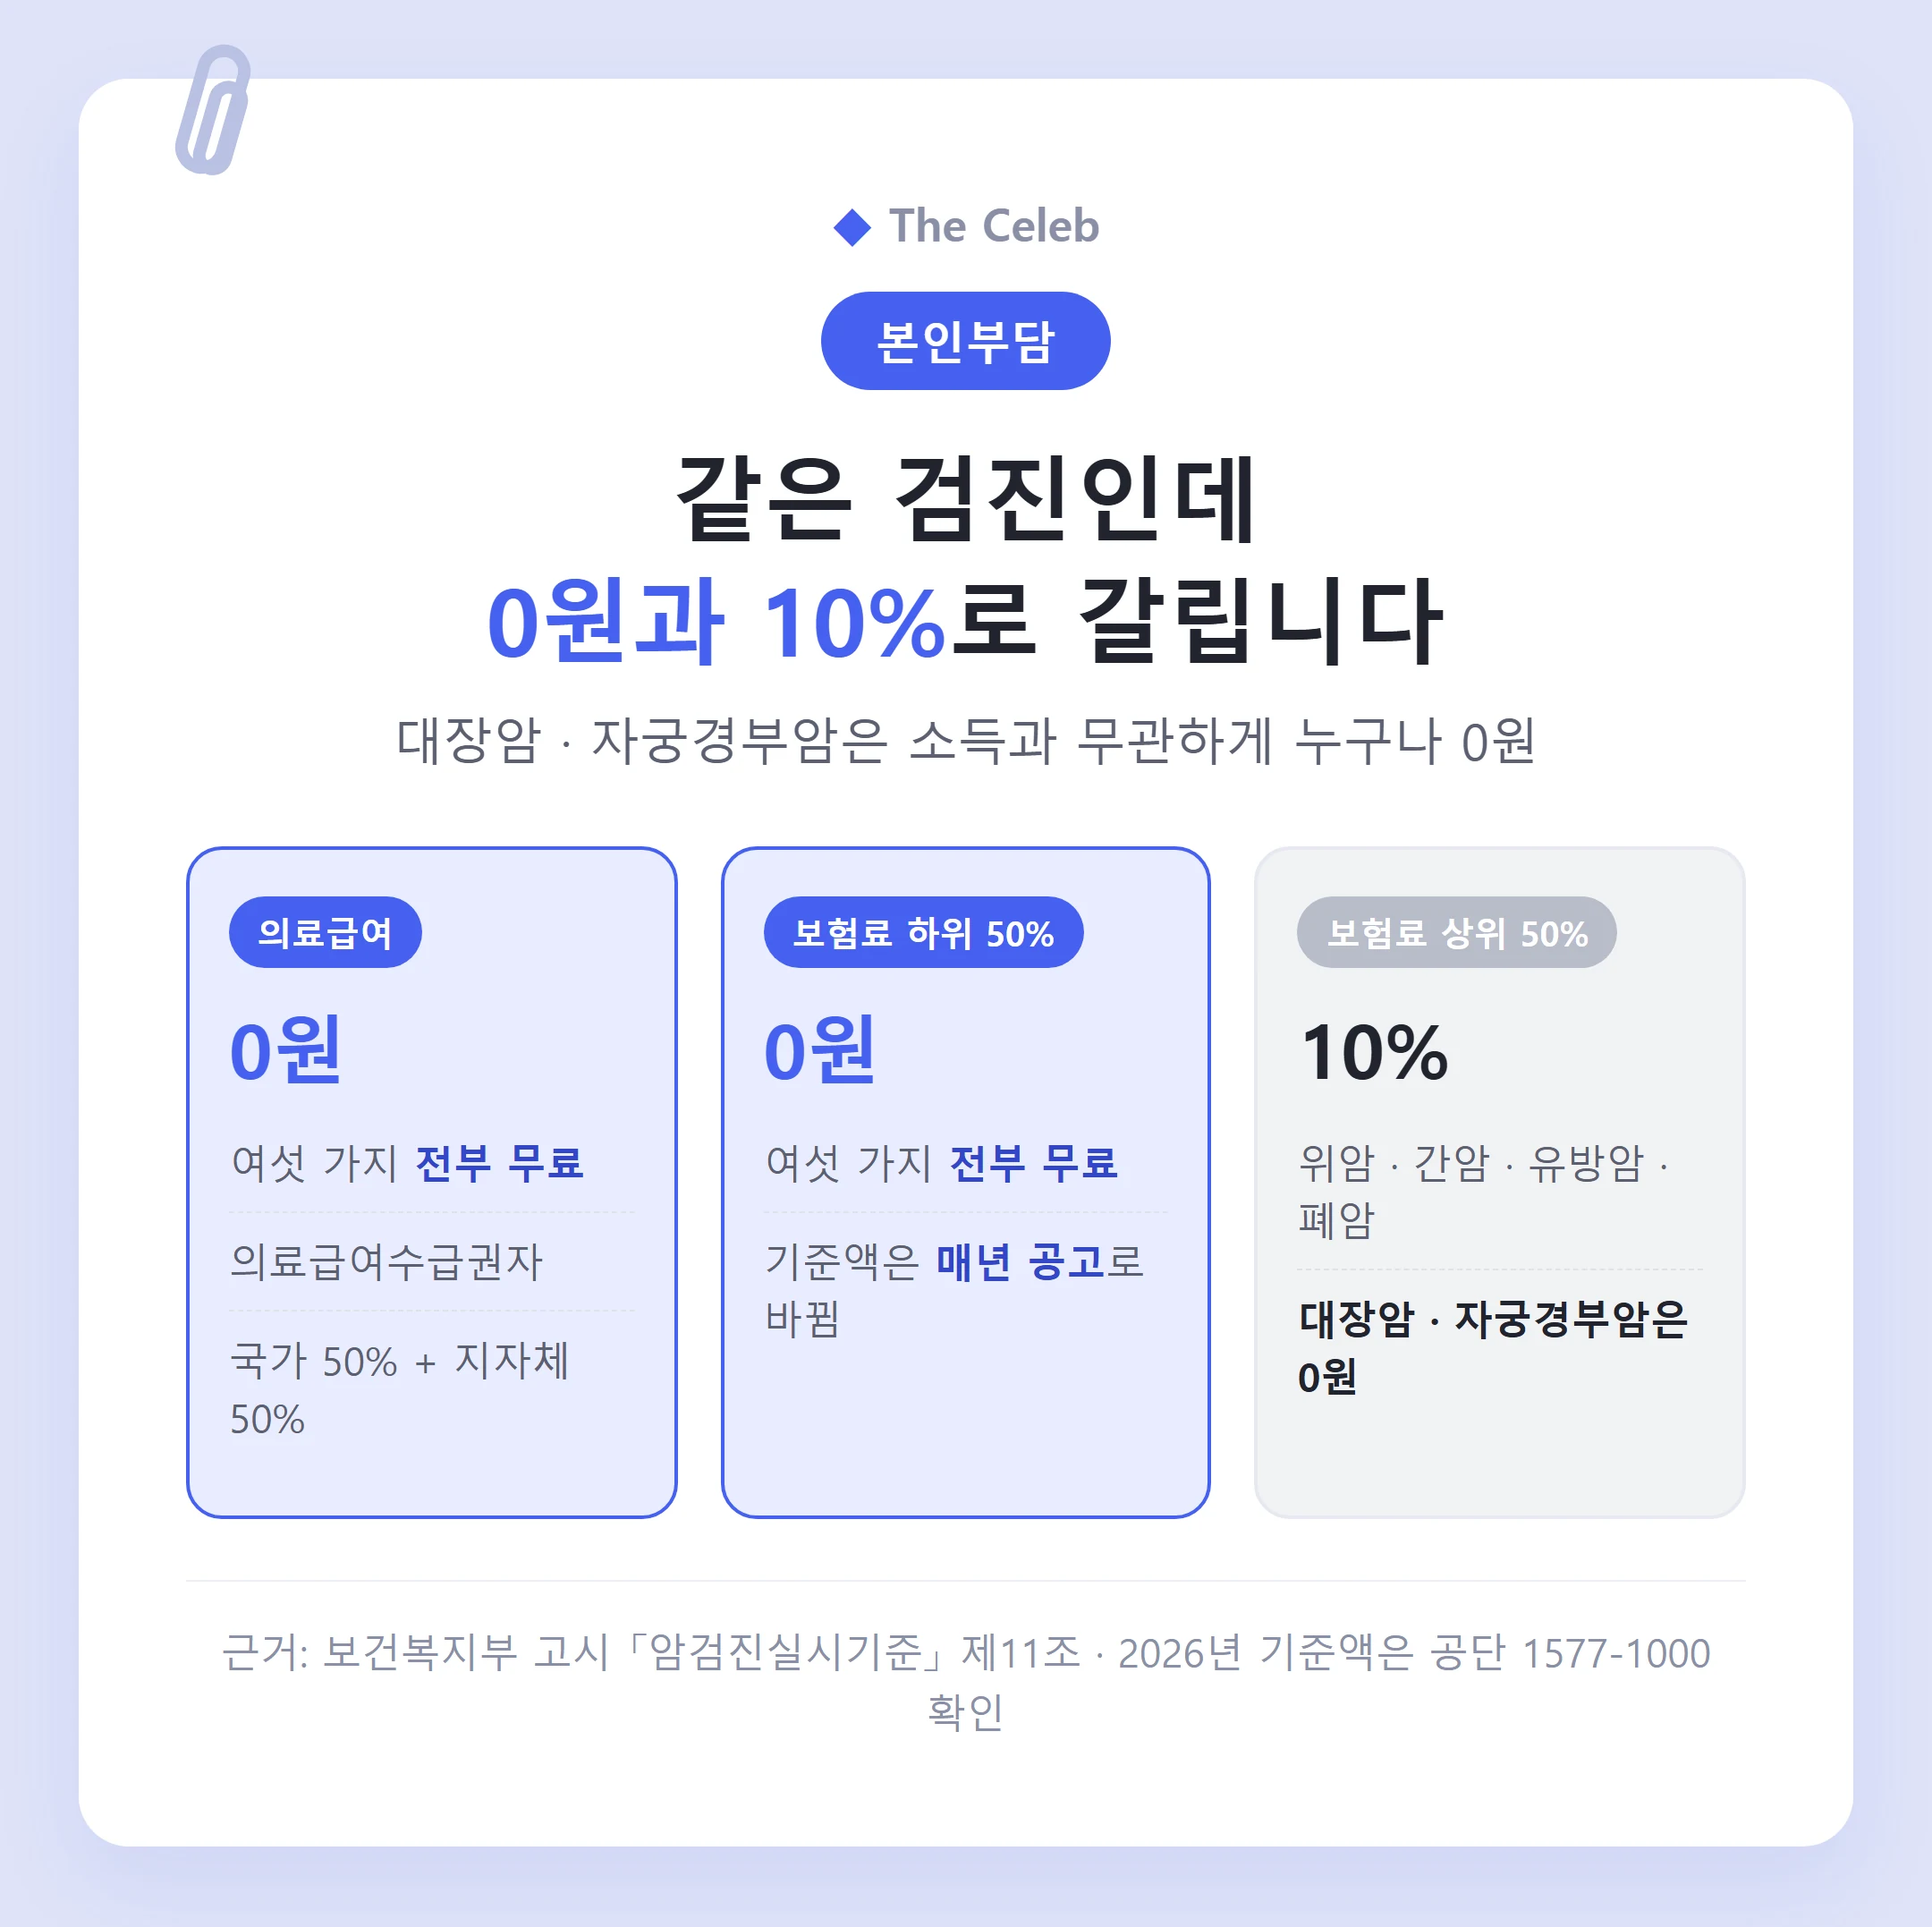 The Celeb
본인부담
같은 검진인데
0원과 10%로 갈립니다
대장암 · 자궁경부암은 소득과 무관하게 누구나 0원
의료급여
0원
여섯 가지 전부 무료
의료급여수급권자
국가 50% + 지자체
50%
보험료 하위 50%
0원
여섯 가지 전부 무료
기준액은 매년 공고로
바뀜
보험료 상위 50%
10%
위암 · 간암 · 유방암 ·
폐암
대장암 · 자궁경부암은
0원
근거: 보건복지부 고시「암검진실시기준」제11조 · 2026년 기준액은 공단 1577-1000
확인